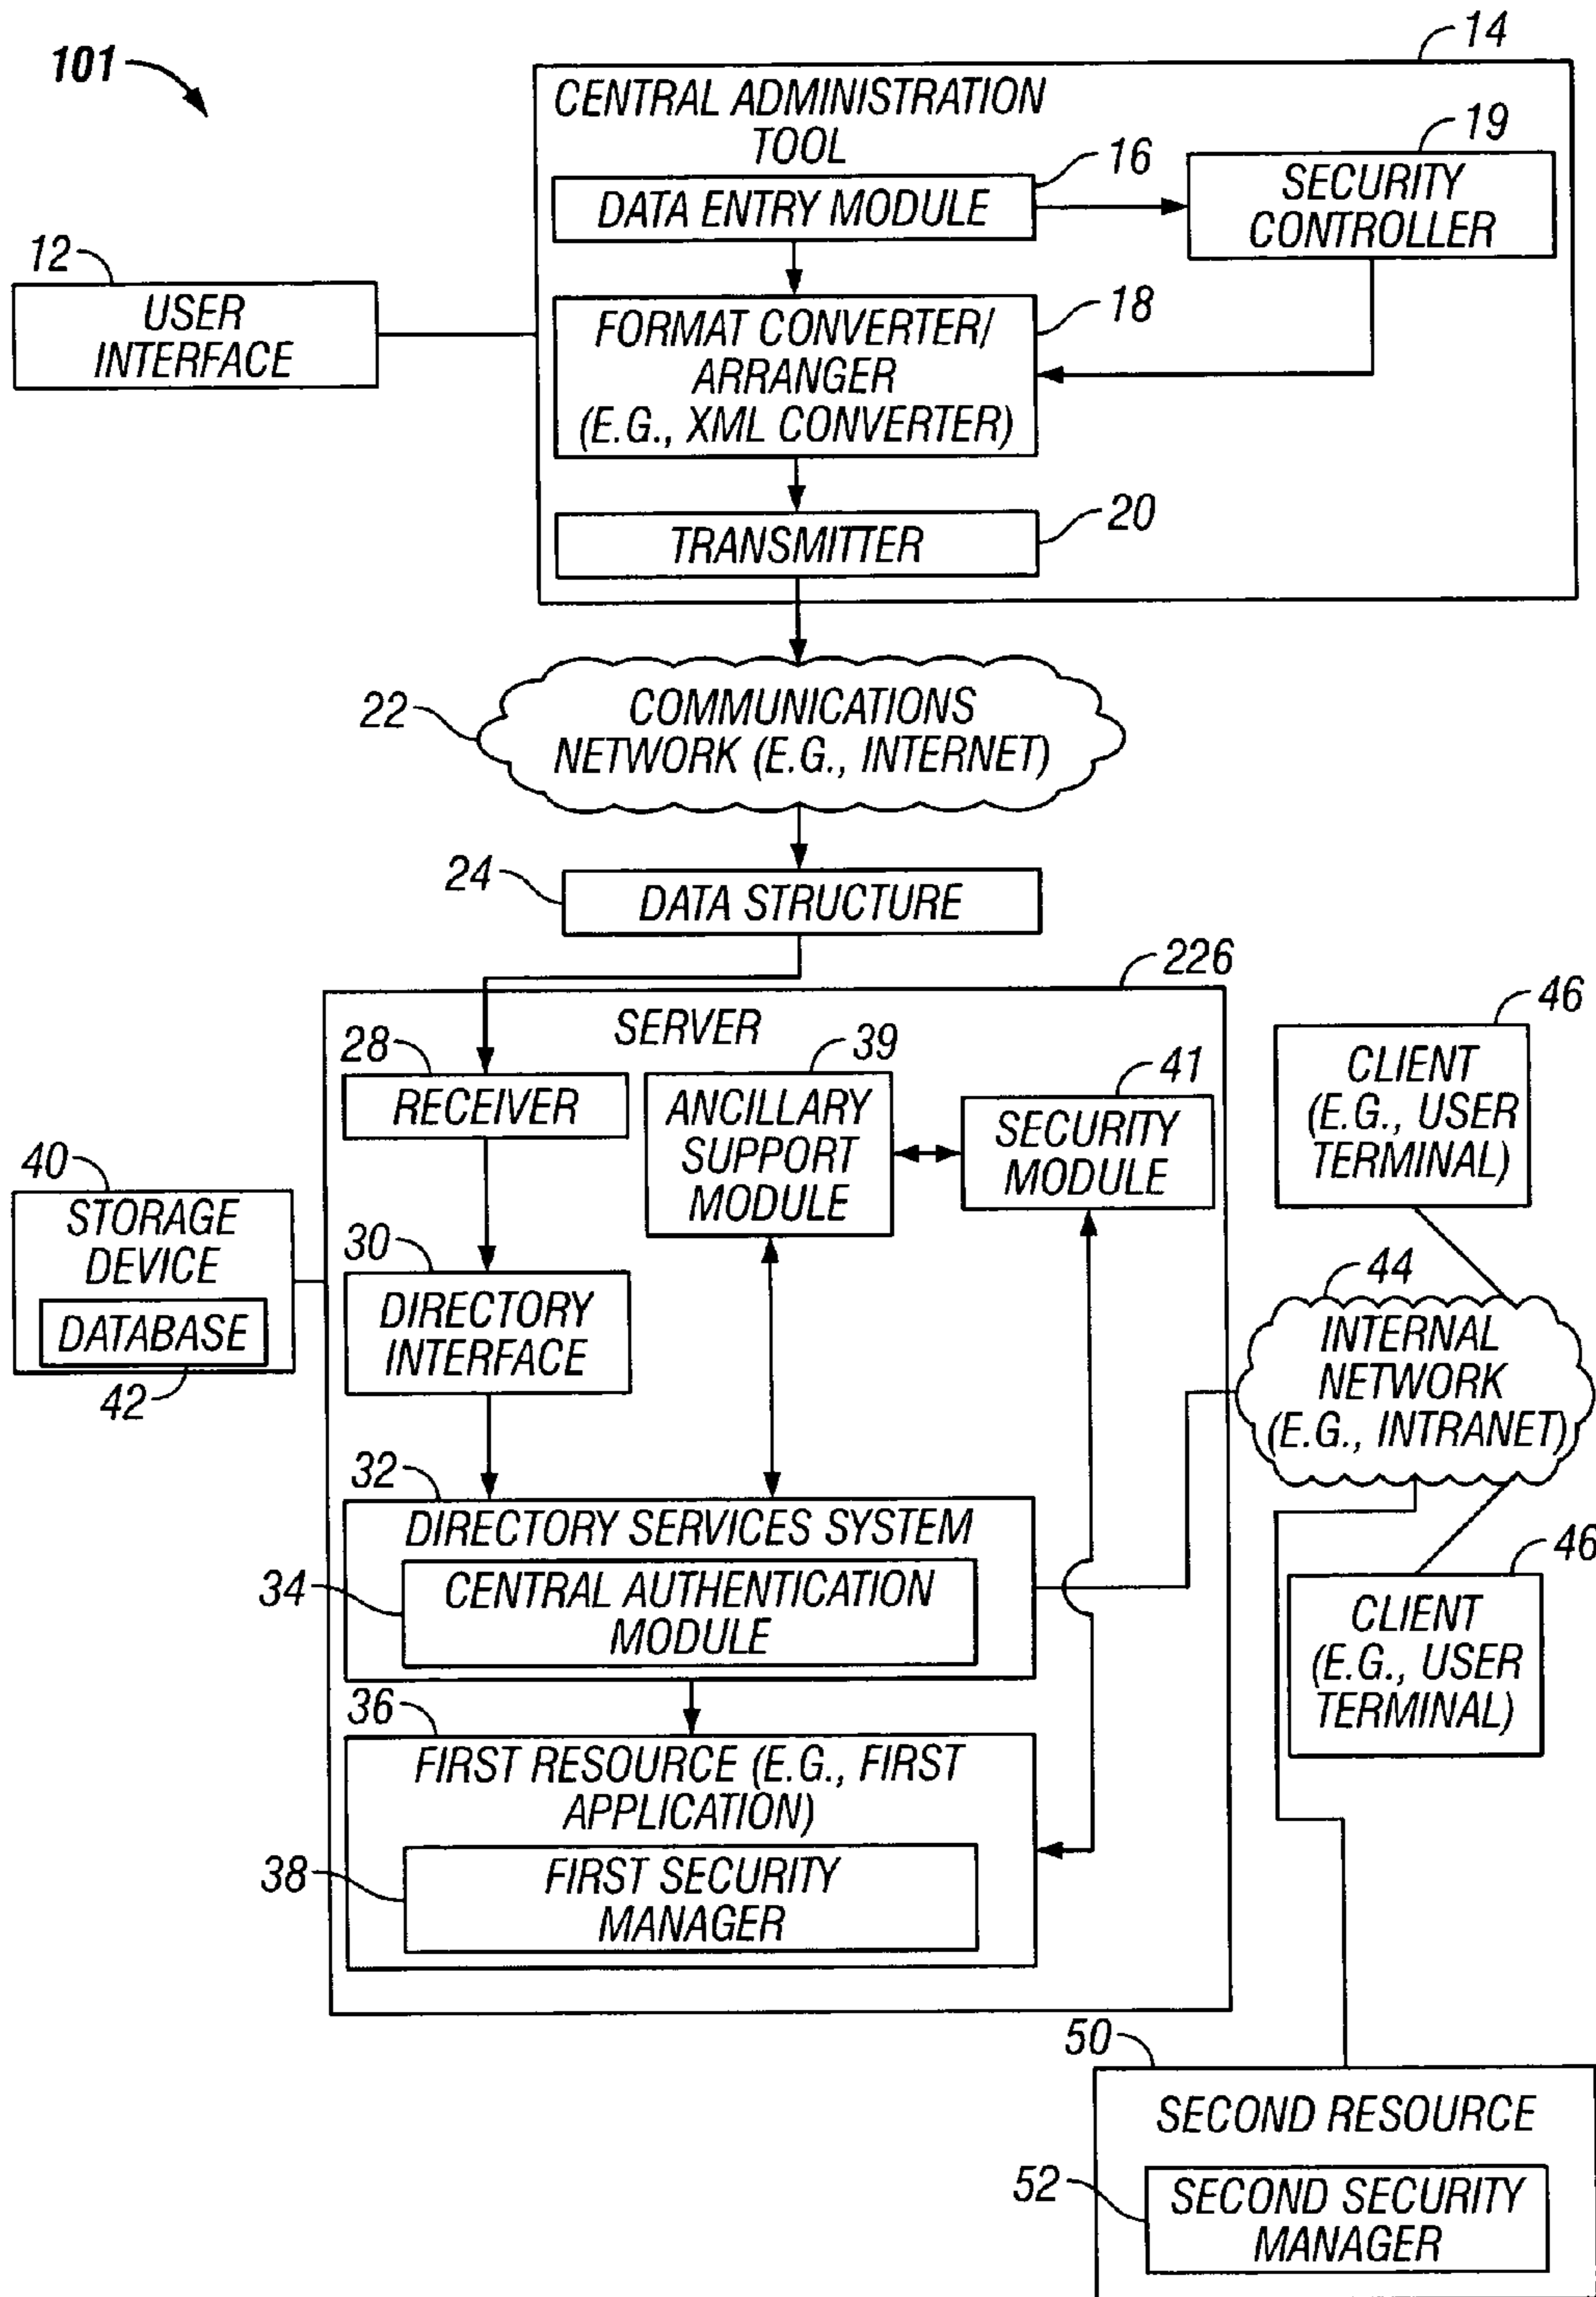 101
14
CENTRAL ADMINISTRATION
TOOL
16
19
DATA ENTRY MODULE
SECURITY
CONTROLLER
12
USER
INTERFACE
18
FORMAT CONVERTER/
ARRANGER
(E.G., XML CONVERTER)
20
TRANSMITTER
22
COMMUNICATIONS
NETWORK (E.G., INTERNET)
24
DATA STRUCTURE
226
SERVER
28
RECEIVER
39
ANCILLARY
SUPPORT
MODULE
41
SECURITY
MODULE
46
CLIENT
(E.G., USER
TERMINAL)
40
STORAGE
DEVICE
DATABASE
42
30
DIRECTORY
INTERFACE
44
INTERNAL
NETWORK
(E.G., INTRANET)
32
DIRECTORY SERVICES SYSTEM
34
CENTRAL AUTHENTICATION
MODULE
46
CLIENT
(E.G., USER
TERMINAL)
36
FIRST RESOURCE (E.G., FIRST
APPLICATION)
38
FIRST SECURITY
MANAGER
50
SECOND RESOURCE
52
SECOND SECURITY
MANAGER